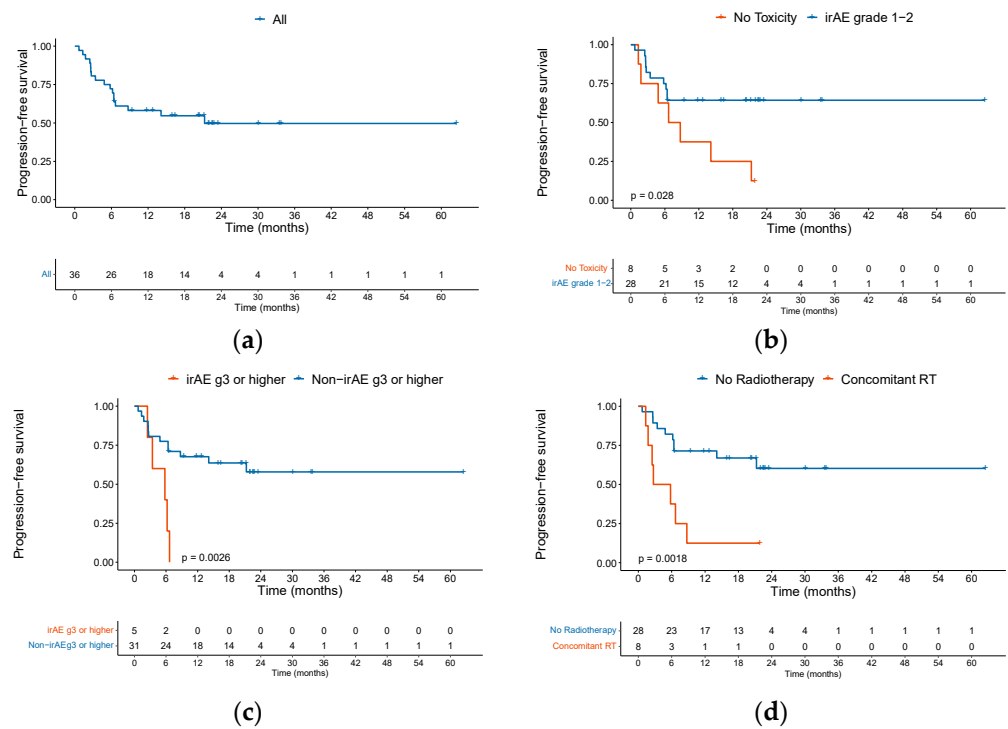 (a)
All
Progression-free survival
1.00
0.75
0.50
0.25
0.00
0 6 12 18 24 30 36 42 48 54 60
Time (months)
All 36 26 18 14 4 4 1 1 1 1 1
0 6 12 18 24 30 36 42 48 54 60
Time (months)
No Toxicity irAE grade 1−2
Progression−free survival
1.00
0.75
0.50
0.25
0.00
p = 0.028
0 6 12 18 24 30 36 42 48 54 60
Time (months)
No Toxicity 8 5 3 2 0 0 0 0 0 0 0
irAE grade 1−2 28 21 15 12 4 4 1 1 1 1 1
0 6 12 18 24 30 36 42 48 54 60
Time (months)
(b)
irAE g3 or higher Non−irAE g3 or higher
Progression−free survival
1.00
0.75
0.50
0.25
0.00
p = 0.0026
0 6 12 18 24 30 36 42 48 54 60
Time (months)
irAE g3 or higher 5 2 0 0 0 0 0 0 0 0 0
Non−irAEg3 or higher 31 24 18 14 4 4 1 1 1 1 1
0 6 12 18 24 30 36 42 48 54 60
Time (months)
(c)
No Radiotherapy Concomitant RT
Progression−free survival
1.00
0.75
0.50
0.25
0.00
p = 0.0018
0 6 12 18 24 30 36 42 48 54 60
Time (months)
No Radiotherapy 28 23 17 13 4 4 1 1 1 1 1
Concomitant RT 8 3 1 1 0 0 0 0 0 0 0
0 6 12 18 24 30 36 42 48 54 60
Time (months)
(d)